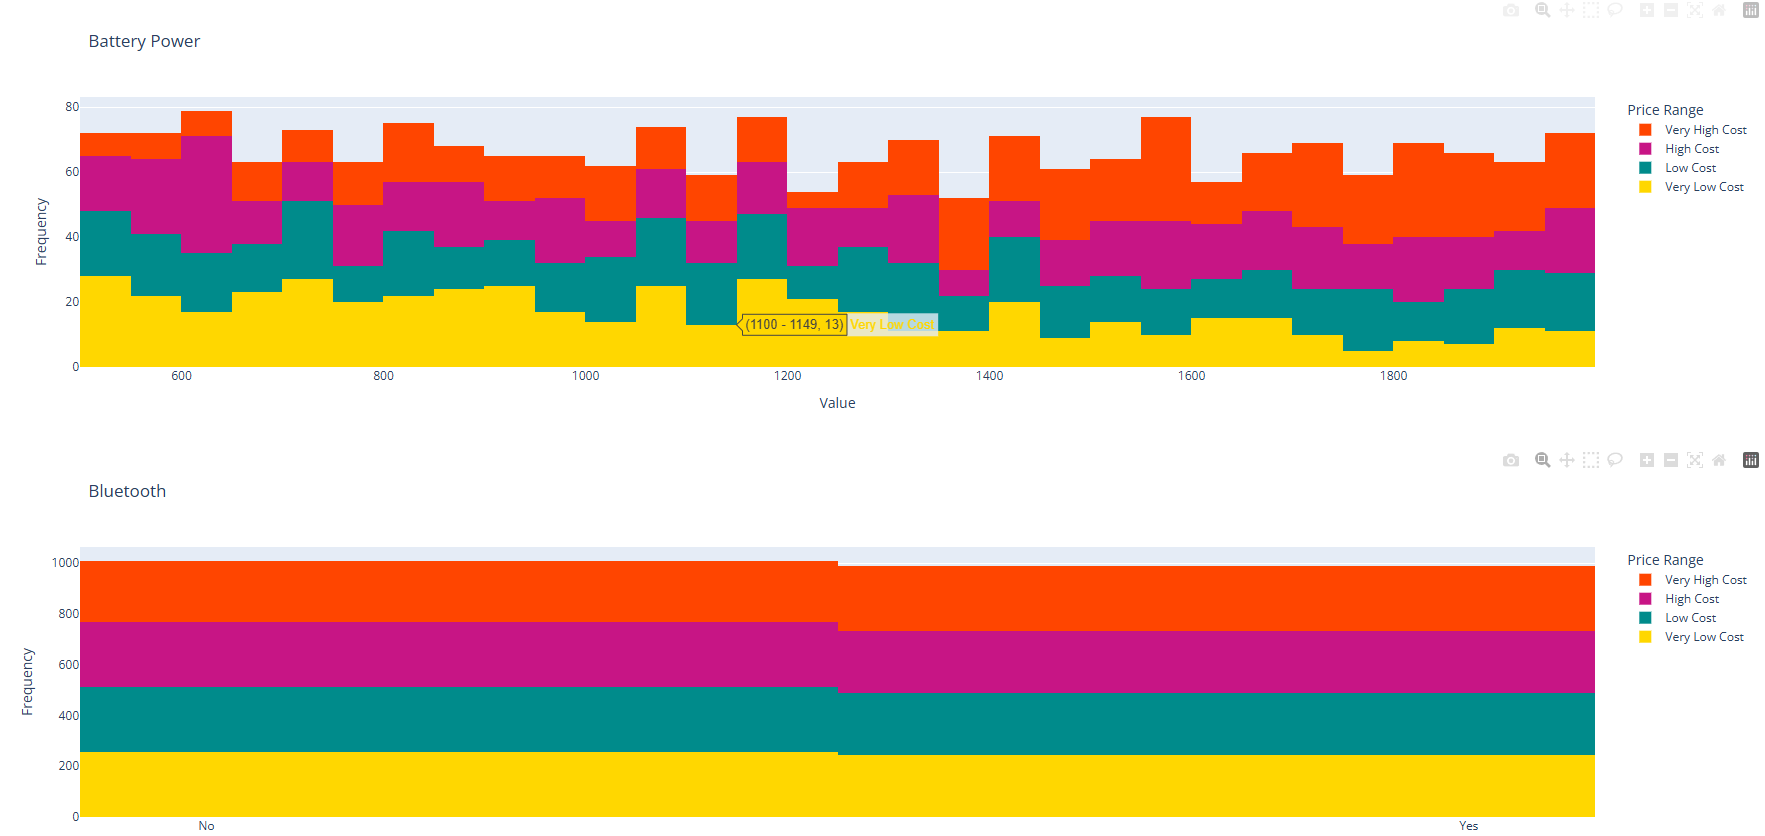 Battery Power
80
60
40
20
0
Frequency
(1100 - 1149, 13) Very Low Cost
600 800 1000 1200 1400 1600 1800
Value
Price Range
Very High Cost
High Cost
Low Cost
Very Low Cost
Bluetooth
1000
800
600
400
200
0
Frequency
No Yes
Price Range
Very High Cost
High Cost
Low Cost
Very Low Cost